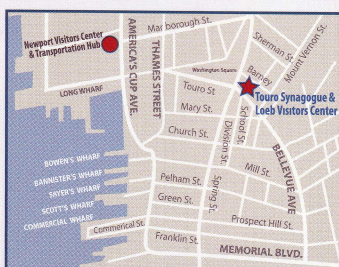 Marlborough St.
Newport Visitors Center
& Transportation Hub
AMERICA'S CUP AVE.
THAMES STREET
Sherman St.
Mount Vernon St.
Washington Square
Barney
LONG WHARF
Touro St
Touro Synagogue &
Loeb Visitors Center
Mary St.
School St.
Church St.
Division St.
BELLEVUE AVE
BOWEN'S WHARF
BANNISTER'S WHARF
SAYER'S WHARF
SCOTT'S WHARF
COMMERCIAL WHARF
Mill St.
Pelham St.
Spring St.
Green St.
Prospect Hill St.
Commerical St.
Franklin St.
MEMORIAL BLVD.